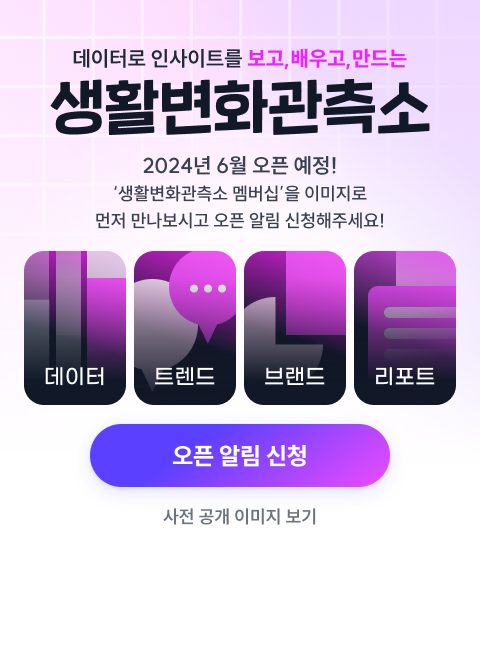 데이터로 인사이트를 보고,배우고,만드는
생활변화관측소
2024년 6월 오픈 예정!
‘생활변화관측소 멤버십’을 이미지로
먼저 만나보시고 오픈 알림 신청해주세요!
데이터
트렌드
브랜드
리포트
오픈 알림 신청
사전 공개 이미지 보기